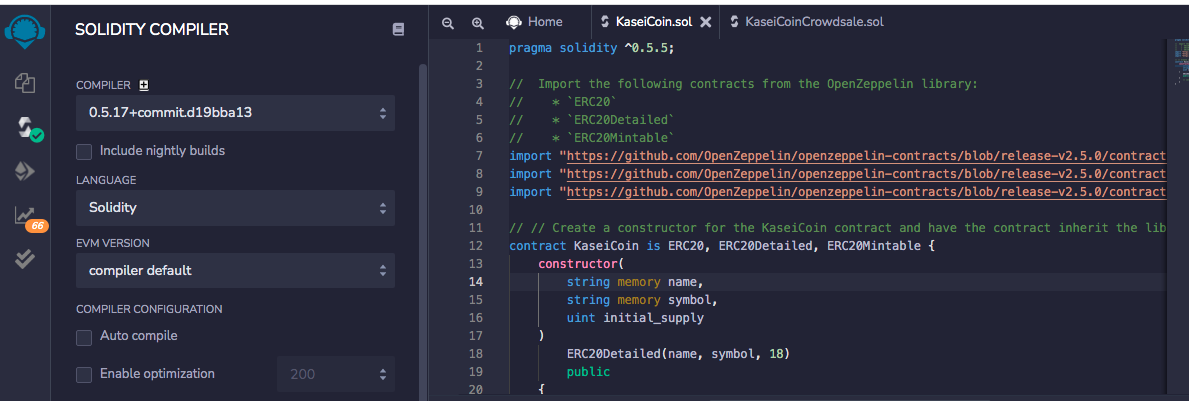 SOLIDITY COMPILER
COMPILER
0.5.17+commit.d19bba13
Include nightly builds
LANGUAGE
Solidity
EVM VERSION
compiler default
COMPILER CONFIGURATION
Auto compile
Enable optimization
200
66
Home
KaseiCoin.sol
KaseiCoinCrowdsale.sol
1 pragma solidity ^0.5.5;
2
3 //  Import the following contracts from the OpenZeppelin library:
4 //    * `ERC20`
5 //    * `ERC20Detailed`
6 //    * `ERC20Mintable`
7 import "https://github.com/OpenZeppelin/openzeppelin-contracts/blob/release-v2.5.0/contract
8 import "https://github.com/OpenZeppelin/openzeppelin-contracts/blob/release-v2.5.0/contract
9 import "https://github.com/OpenZeppelin/openzeppelin-contracts/blob/release-v2.5.0/contract
10
11 // // Create a constructor for the KaseiCoin contract and have the contract inherit the lib
12 contract KaseiCoin is ERC20, ERC20Detailed, ERC20Mintable {
13     constructor(
14         string memory name,
15         string memory symbol,
16         uint initial_supply
17     )
18         ERC20Detailed(name, symbol, 18)
19         public
20     {